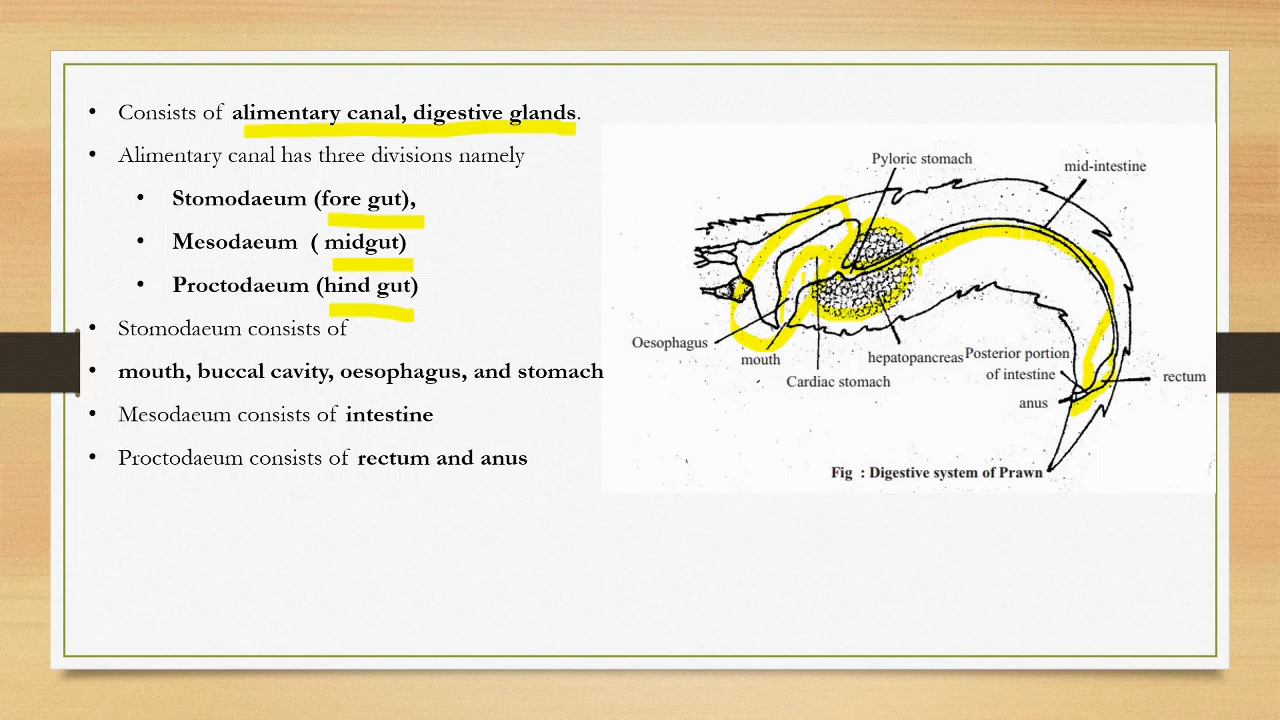 • Consists of alimentary canal, digestive glands.
• Alimentary canal has three divisions namely
• Stomodaeum (fore gut),
• Mesodaeum ( midgut)
• Proctodaeum (hind gut)
• Stomodaeum consists of
• mouth, buccal cavity, oesophagus, and stomach
• Mesodaeum consists of intestine
• Proctodaeum consists of rectum and anus
Pyloric stomach
mid-intestine
Oesophagus
mouth
Cardiac stomach
hepatopancreas
Posterior portion
of intestine
anus
rectum
Fig : Digestive system of Prawn